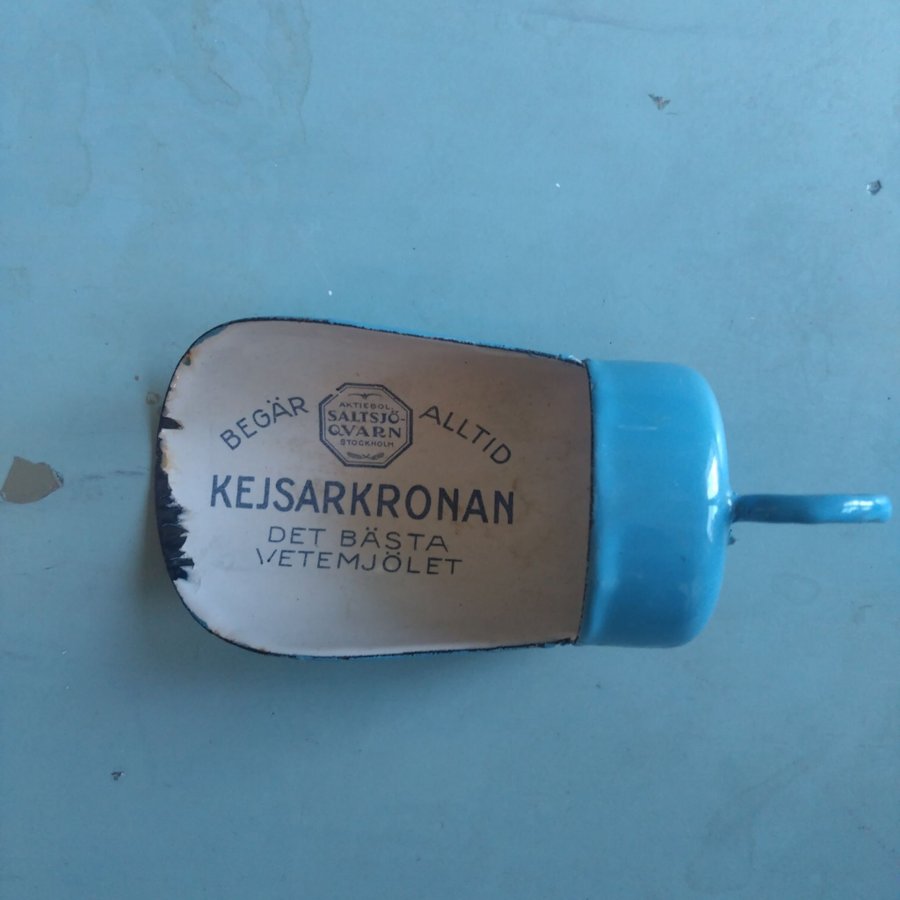 BEGÄR ALLTID
AKTIEBOL.
SALTSJÖ-
QVARN
STOCKHOLM
KEJSARKRONAN
DET BÄSTA
VETEMJÖLET